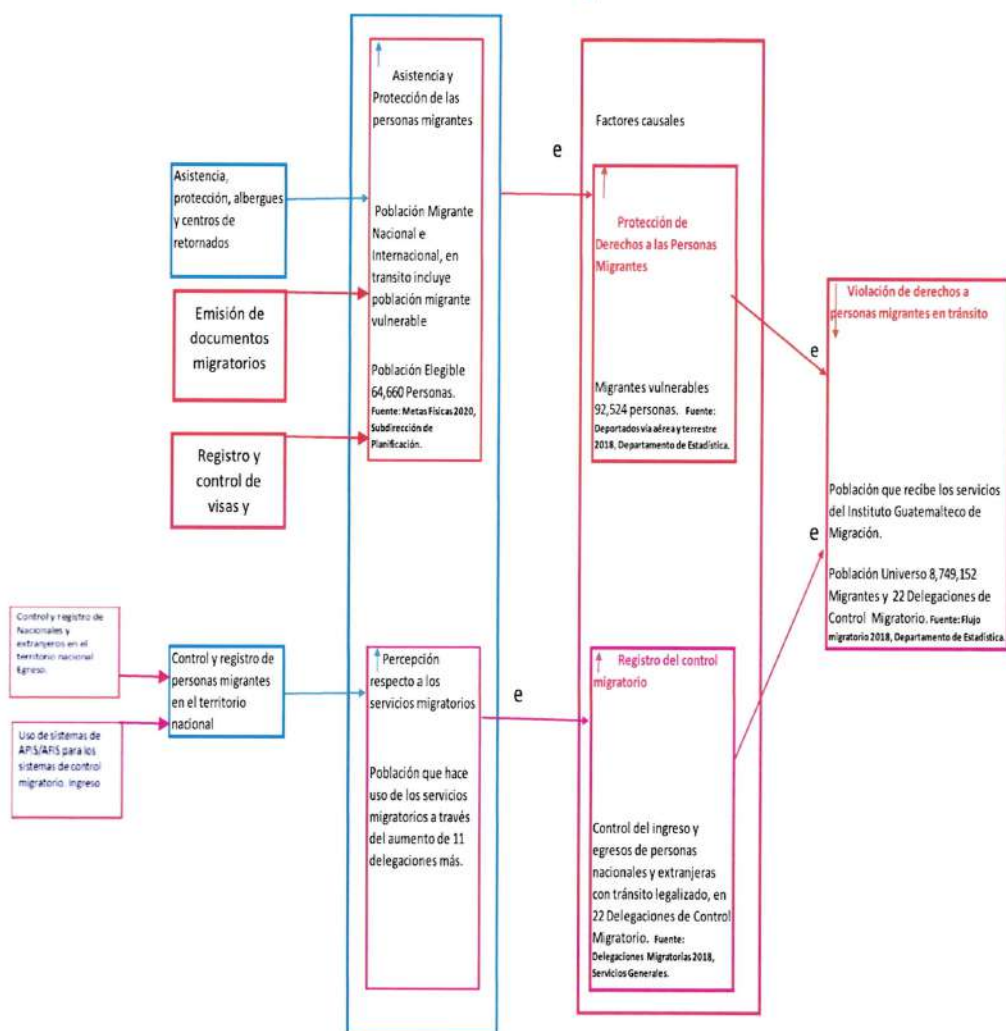 Asistencia y
Protección de las
personas migrantes
Población Migrante
Nacional e
Internacional, en
transito incluye
población migrante
vulnerable
Población Elegible
64,660 Personas.
Fuente: Metas Físicas 2020,
Subdirección de
Planificación.
Asistencia,
protección, albergues
y centros de
retornados
Emisión de
documentos
migratorios
Registro y
control de
visas y
e
Factores causales
Protección de
Derechos a las Personas
Migrantes
Migrantes vulnerables
92,524 personas. Fuente:
Deportados vía aérea y terrestre
2018, Departamento de Estadística.
e
Violación de derechos a
personas migrantes en tránsito
Población que recibe los servicios
del Instituto Guatemalteco de
Migración.
Población Universo 8,749,152
Migrantes y 22 Delegaciones de
Control Migratorio. Fuente: Flujo
migratorio 2018, Departamento de Estadística.
e
Control y registro de
Nacionales y
extranjeros en el
territorio nacional
Egreso.
Uso de sistemas de
APIS/AFIS para los
sistemas de control
migratorio. Ingreso
Control y registro de
personas migrantes
en el territorio
nacional
Percepción
respecto a los
servicios migratorios
Población que hace
uso de los servicios
migratorios a través
del aumento de 11
delegaciones más.
e
Registro del control
migratorio
Control del ingreso y
egresos de personas
nacionales y extranjeras
con tránsito legalizado, en
22 Delegaciones de Control
Migratorio. Fuente:
Delegaciones Migratorias 2018,
Servicios Generales.